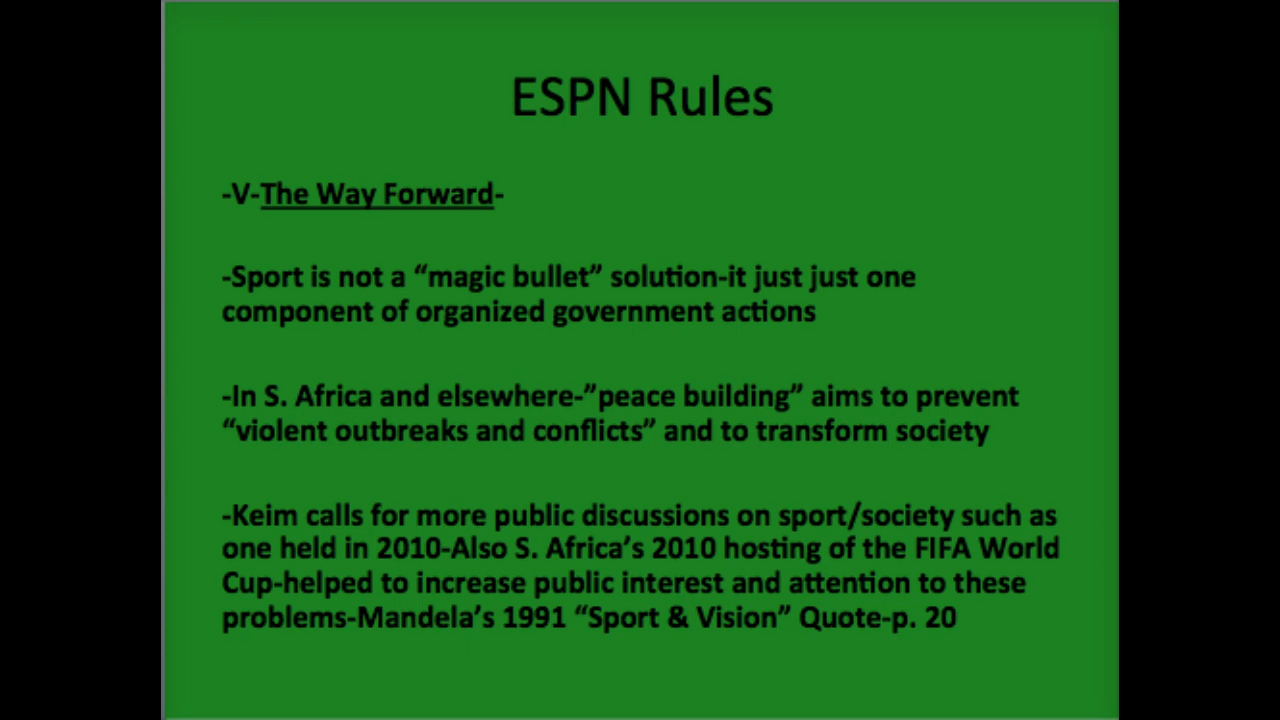 ESPN Rules
-V-The Way Forward-
-Sport is not a “magic bullet” solution-it just just one
component of organized government actions
-In S. Africa and elsewhere-”peace building” aims to prevent
“violent outbreaks and conflicts” and to transform society
-Keim calls for more public discussions on sport/society such as
one held in 2010-Also S. Africa’s 2010 hosting of the FIFA World
Cup-helped to increase public interest and attention to these
problems-Mandela’s 1991 “Sport & Vision” Quote-p. 20